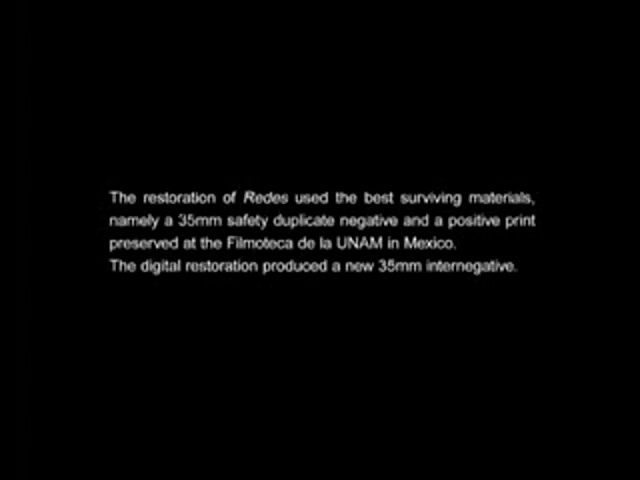 The restoration of Redes used the best surviving materials,
namely a 35mm safety duplicate negative and a positive print
preserved at the Filmoteca de la UNAM in Mexico.
The digital restoration produced a new 35mm internegative.